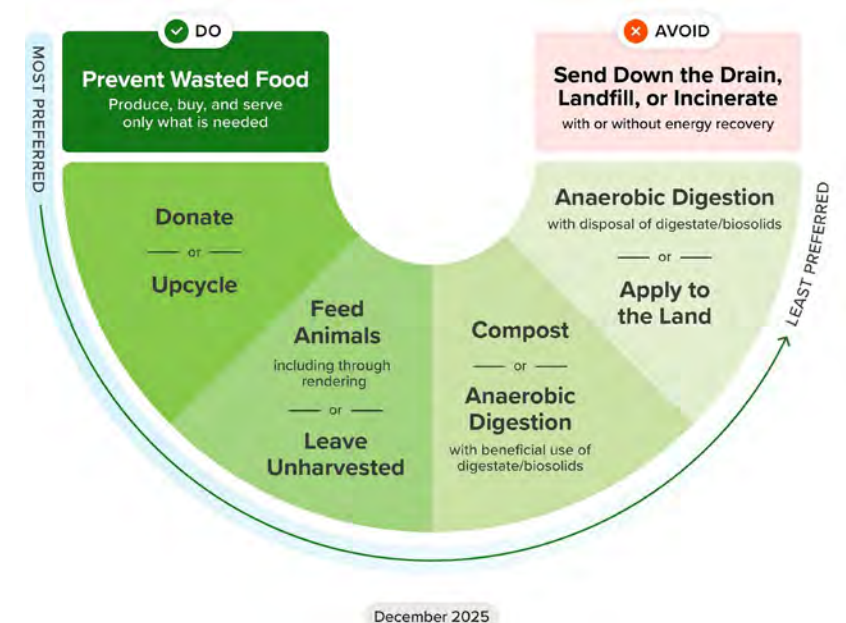 DO
Prevent Wasted Food
Produce, buy, and serve
only what is needed
AVOID
Send Down the Drain,
Landfill, or Incinerate
with or without energy recovery
MOST PREFERRED
Donate
or
Upcycle
Feed
Animals
including through
rendering
or
Leave
Unharvested
Compost
or
Anaerobic
Digestion
with beneficial use of
digestate/biosolids
Anaerobic Digestion
with disposal of digestate/biosolids
or
Apply to
the Land
LEAST PREFERRED
December 2025